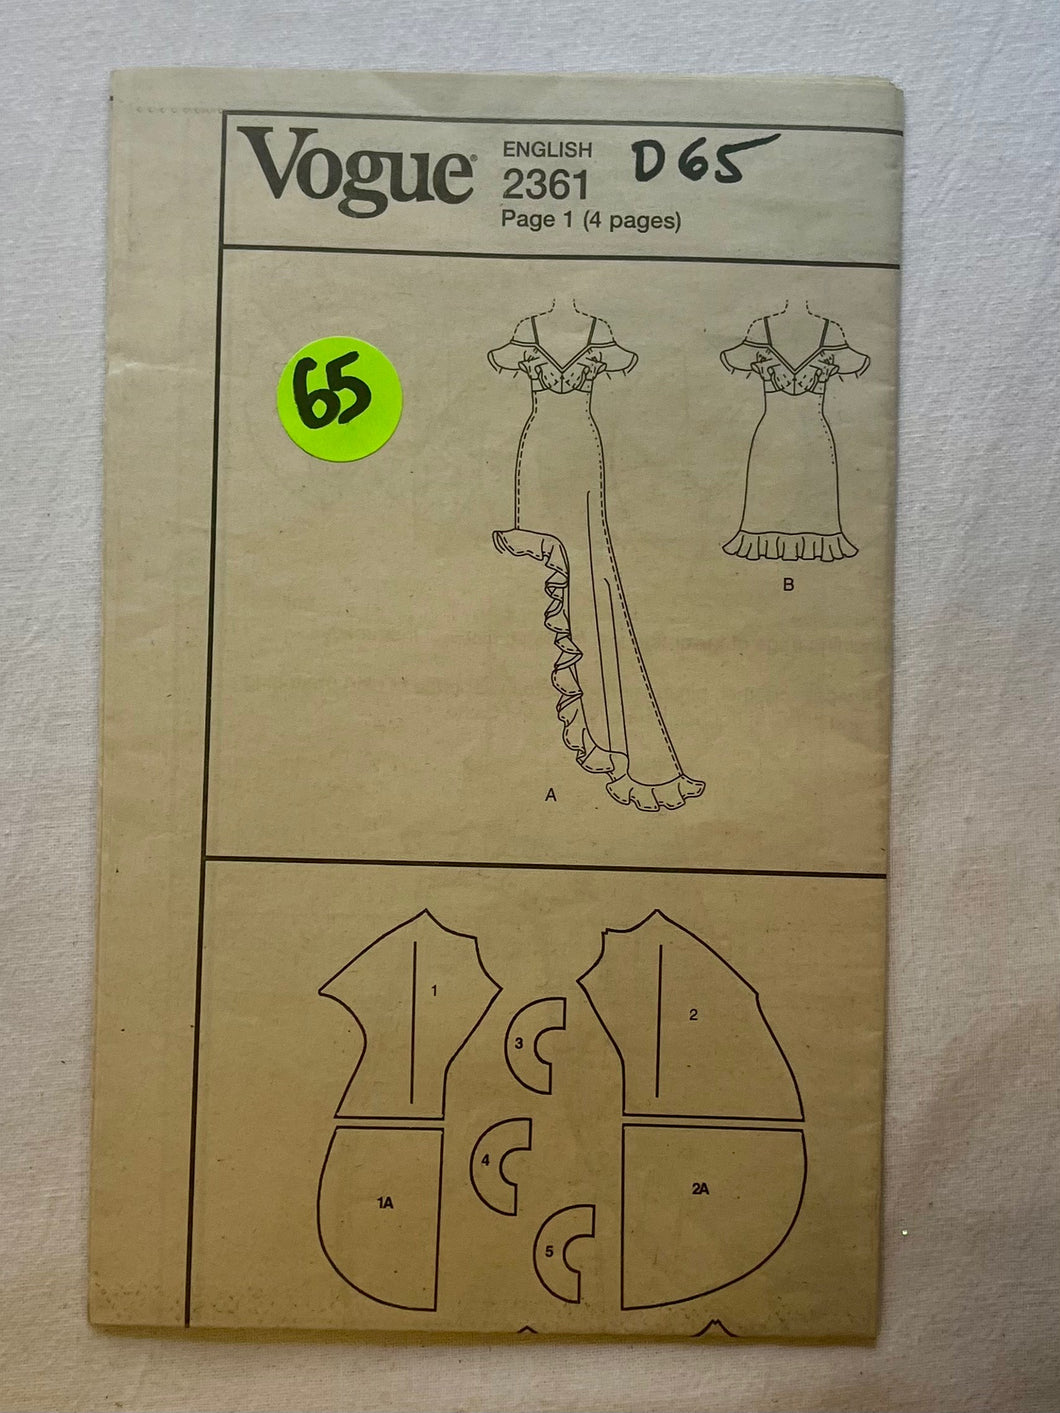 Vogue®
ENGLISH
2361
Page 1 (4 pages)
D65
65
B
A
1
2
3
4
1A
2A
5